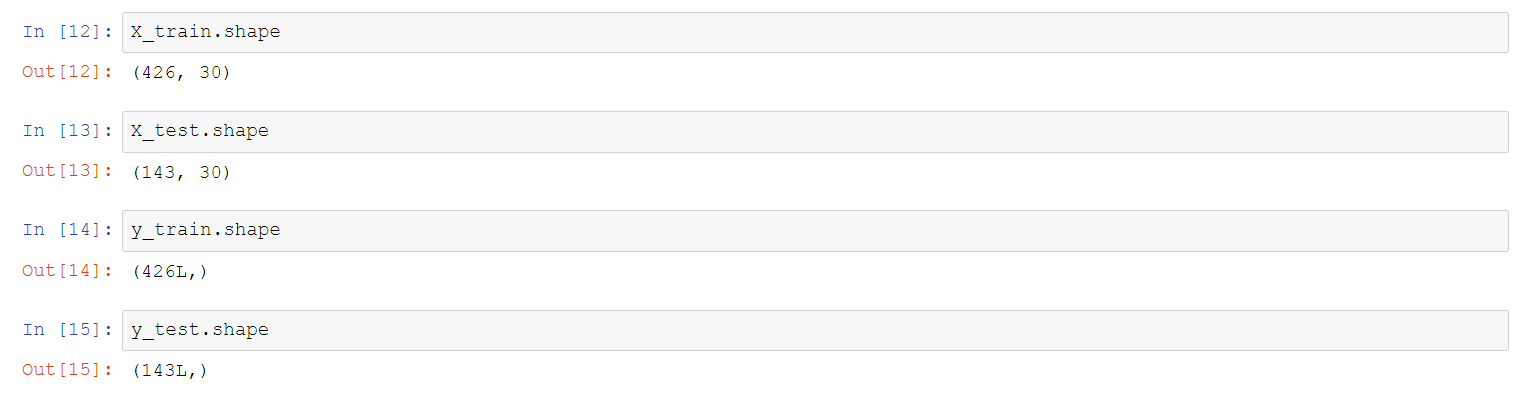 In [12]: X_train.shape
Out[12]: (426, 30)
In [13]: X_test.shape
Out[13]: (143, 30)
In [14]: y_train.shape
Out[14]: (426L,)
In [15]: y_test.shape
Out[15]: (143L,)